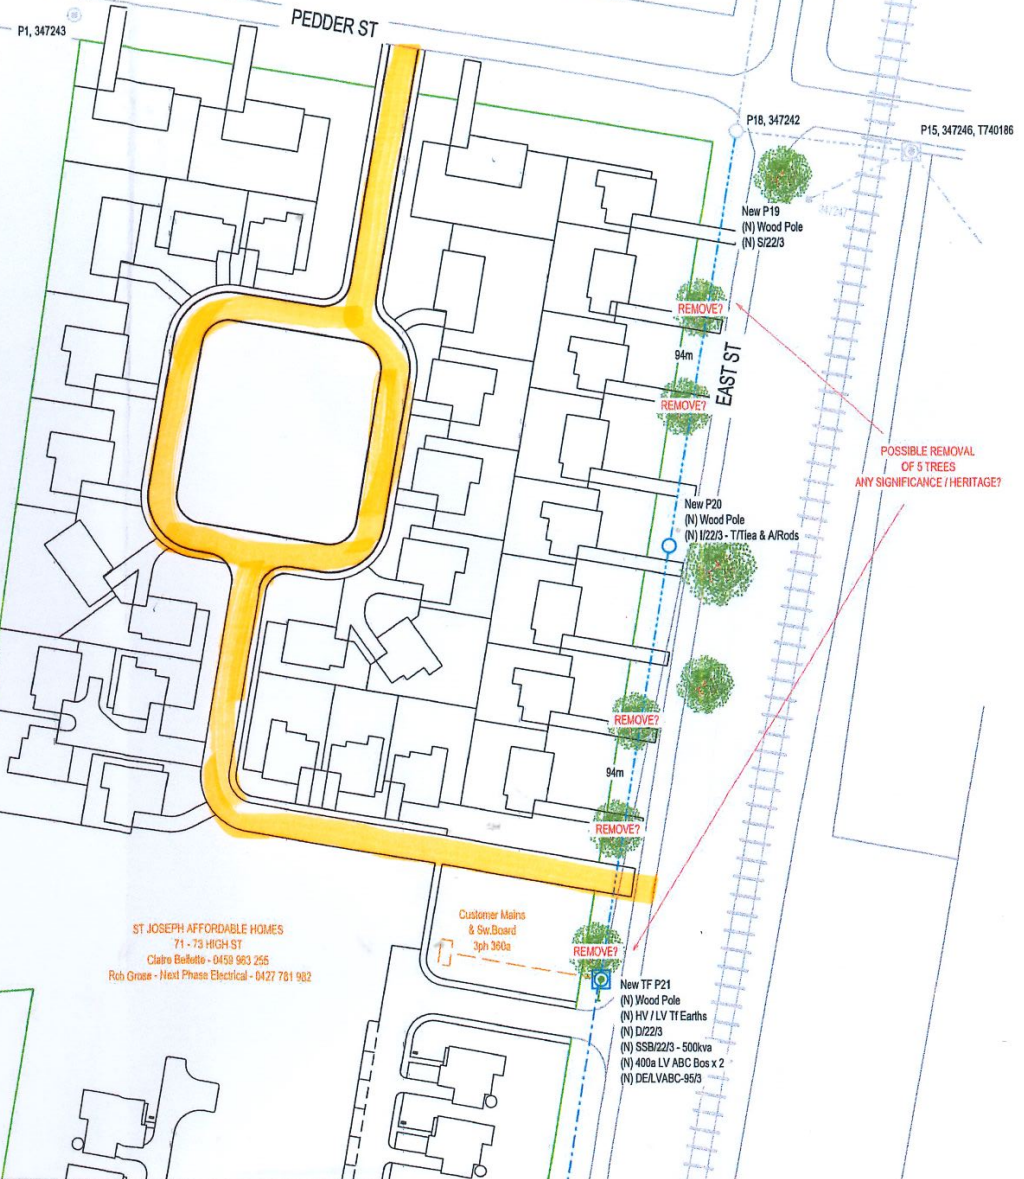 PEDDER ST
P1, 347243
P18, 347242
P15, 347246, T740186
New P19
(N) Wood Pole
(N) S/22/3
REMOVE?
94m
EAST ST
REMOVE?
POSSIBLE REMOVAL
OF 5 TREES
ANY SIGNIFICANCE / HERITAGE?
New P20
(N) Wood Pole
(N) I/22/3 - T/Tiea & A/Rods
REMOVE?
94m
REMOVE?
ST JOSEPH AFFORDABLE HOMES
71 - 73 HIGH ST
Claire Bellette - 0459 963 255
Rob Grose - Next Phase Electrical - 0427 781 982
Customer Mains
& Sw.Board
3ph 360a
REMOVE?
New TF P21
(N) Wood Pole
(N) HV / LV Tf Earths
(N) D/22/3
(N) SSB/22/3 - 500kva
(N) 400a LV ABC Bos x 2
(N) DE/LVABC-95/3